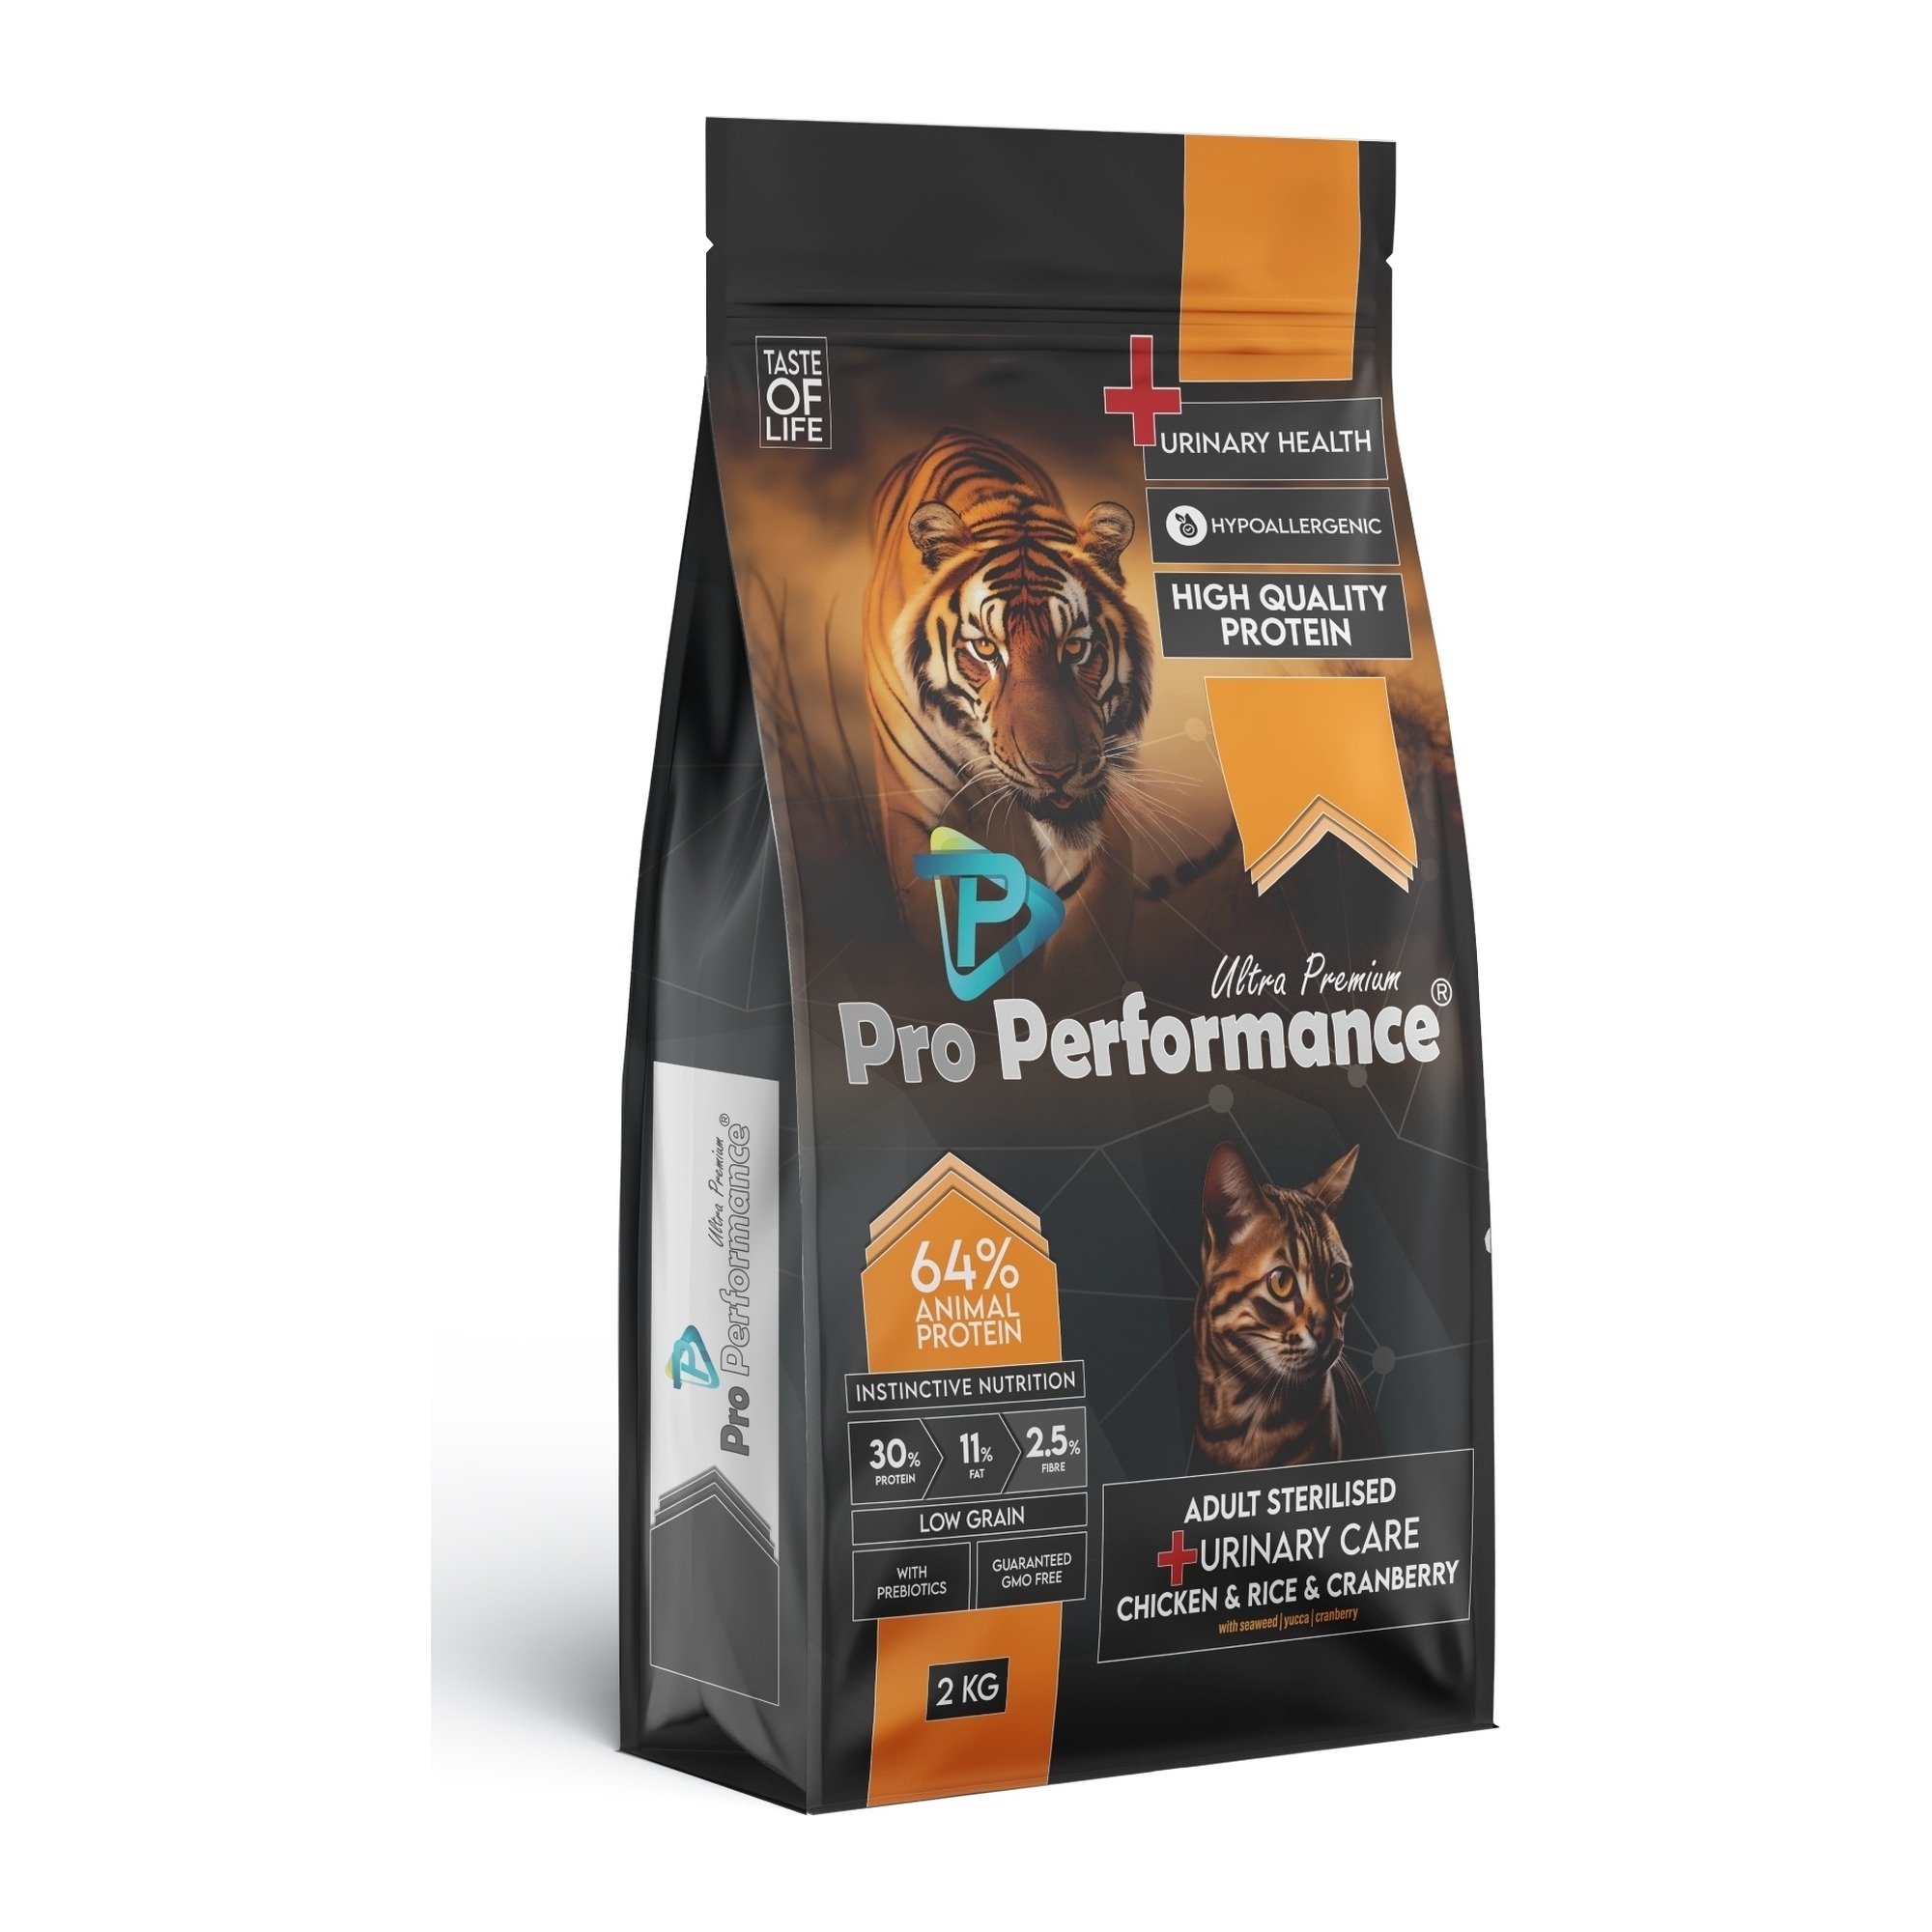 TASTE
OF
LIFE
URINARY HEALTH
HYPOALLERGENIC
HIGH QUALITY
PROTEIN
P
Ultra Premium
Pro Performance®
64%
ANIMAL
PROTEIN
INSTINCTIVE NUTRITION
30% 11% 2.5%
PROTEIN FAT FIBRE
LOW GRAIN
WITH
PREBIOTICS
GUARANTEED
GMO FREE
2 KG
ADULT STERILISED
+URINARY CARE
CHICKEN & RICE & CRANBERRY
with seaweed | yucca | cranberry
P
Ultra Premium
Pro Performance®